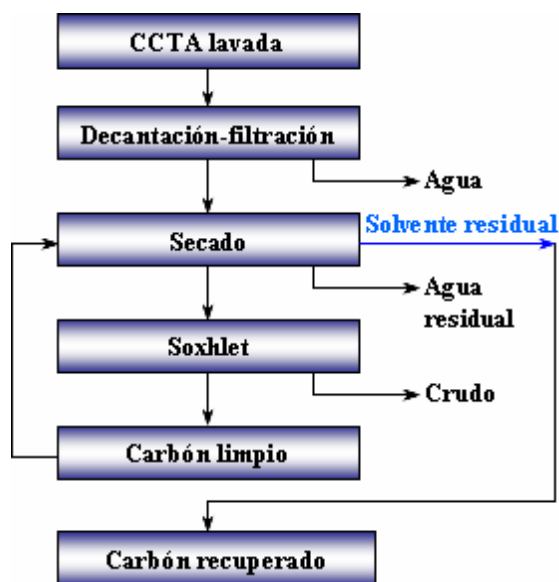 CCTA lavada
Decantación-filtración
Agua
Solvente residual
Secado
Agua
residual
Soxhlet
Crudo
Carbón limpio
Carbón recuperado